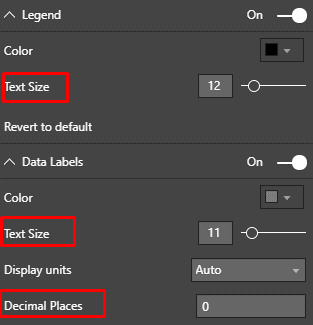 Legend On
Color
Text Size 12
Revert to default
Data Labels On
Color
Text Size 11
Display units Auto
Decimal Places 0